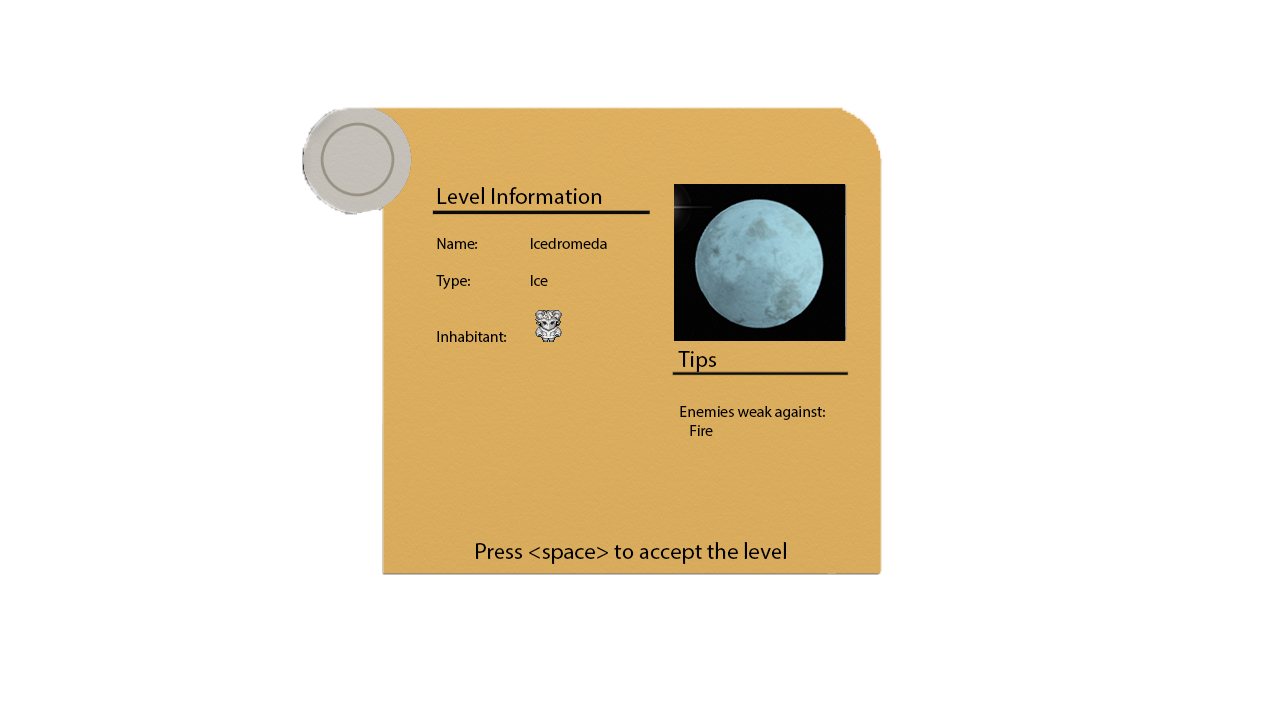 Level Information
Name: Icedromeda
Type: Ice
Inhabitant:
Tips
Enemies weak against:
Fire
Press <space> to accept the level